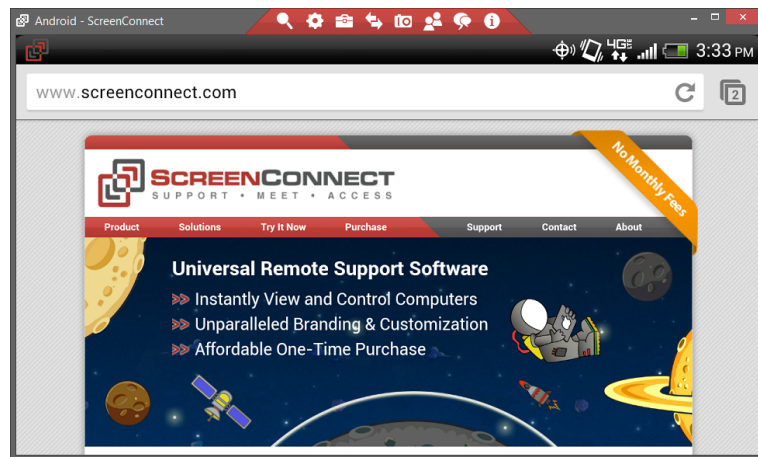 Android - ScreenConnect
4G LTE 3:33 PM
www.screenconnect.com
2
No Monthly Fees
SCREENCONNECT
SUPPORT • MEET • ACCESS
Product Solutions Try It Now Purchase Support Contact About
Universal Remote Support Software
Instantly View and Control Computers
Unparalleled Branding & Customization
Affordable One-Time Purchase